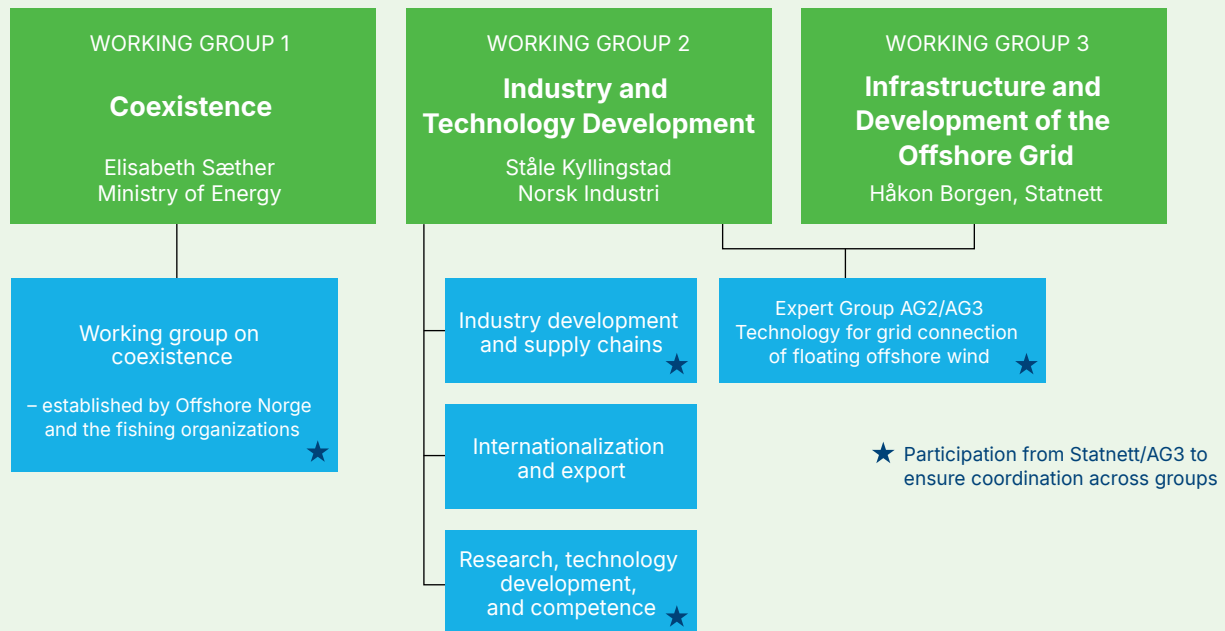 WORKING GROUP 1
Coexistence
Elisabeth Sæther
Ministry of Energy
WORKING GROUP 2
Industry and
Technology Development
Ståle Kyllingstad
Norsk Industri
WORKING GROUP 3
Infrastructure and
Development of the
Offshore Grid
Håkon Borgen, Statnett
Working group on
coexistence
– established by Offshore Norge
and the fishing organizations
Industry development
and supply chains
Internationalization
and export
Research, technology
development,
and competence
Expert Group AG2/AG3
Technology for grid connection
of floating offshore wind
Participation from Statnett/AG3 to
ensure coordination across groups